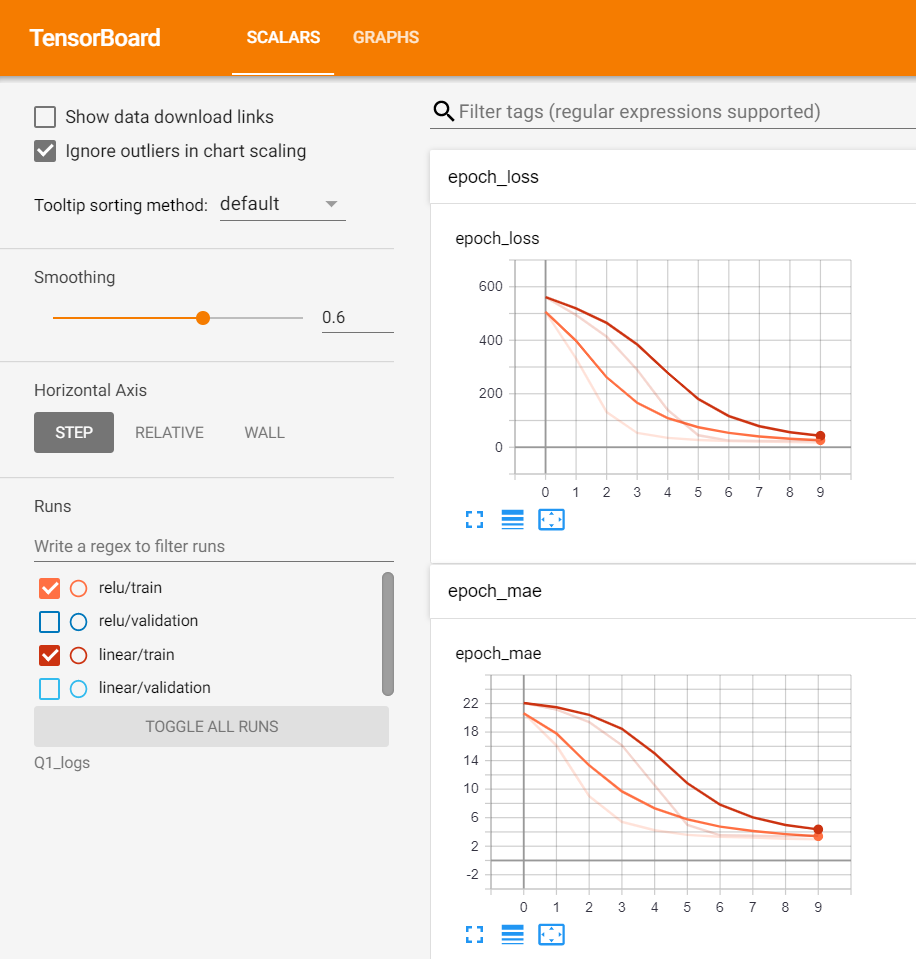 TensorBoard SCALARS GRAPHS
Show data download links
Ignore outliers in chart scaling
Tooltip sorting method: default
Smoothing
0.6
Horizontal Axis
STEP RELATIVE WALL
Runs
Write a regex to filter runs
relu/train
relu/validation
linear/train
linear/validation
TOGGLE ALL RUNS
Q1_logs
Filter tags (regular expressions supported)
epoch_loss
epoch_loss
600
400
200
0
0 1 2 3 4 5 6 7 8 9
epoch_mae
epoch_mae
22
18
14
10
6
2
-2
0 1 2 3 4 5 6 7 8 9